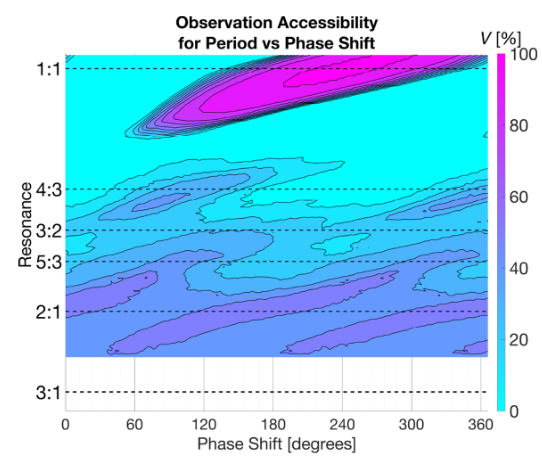 Observation Accessibility
for Period vs Phase Shift
V [%]
100
80
60
40
20
0
Resonance
1:1
4:3
3:2
5:3
2:1
3:1
0 60 120 180 240 300 360
Phase Shift [degrees]